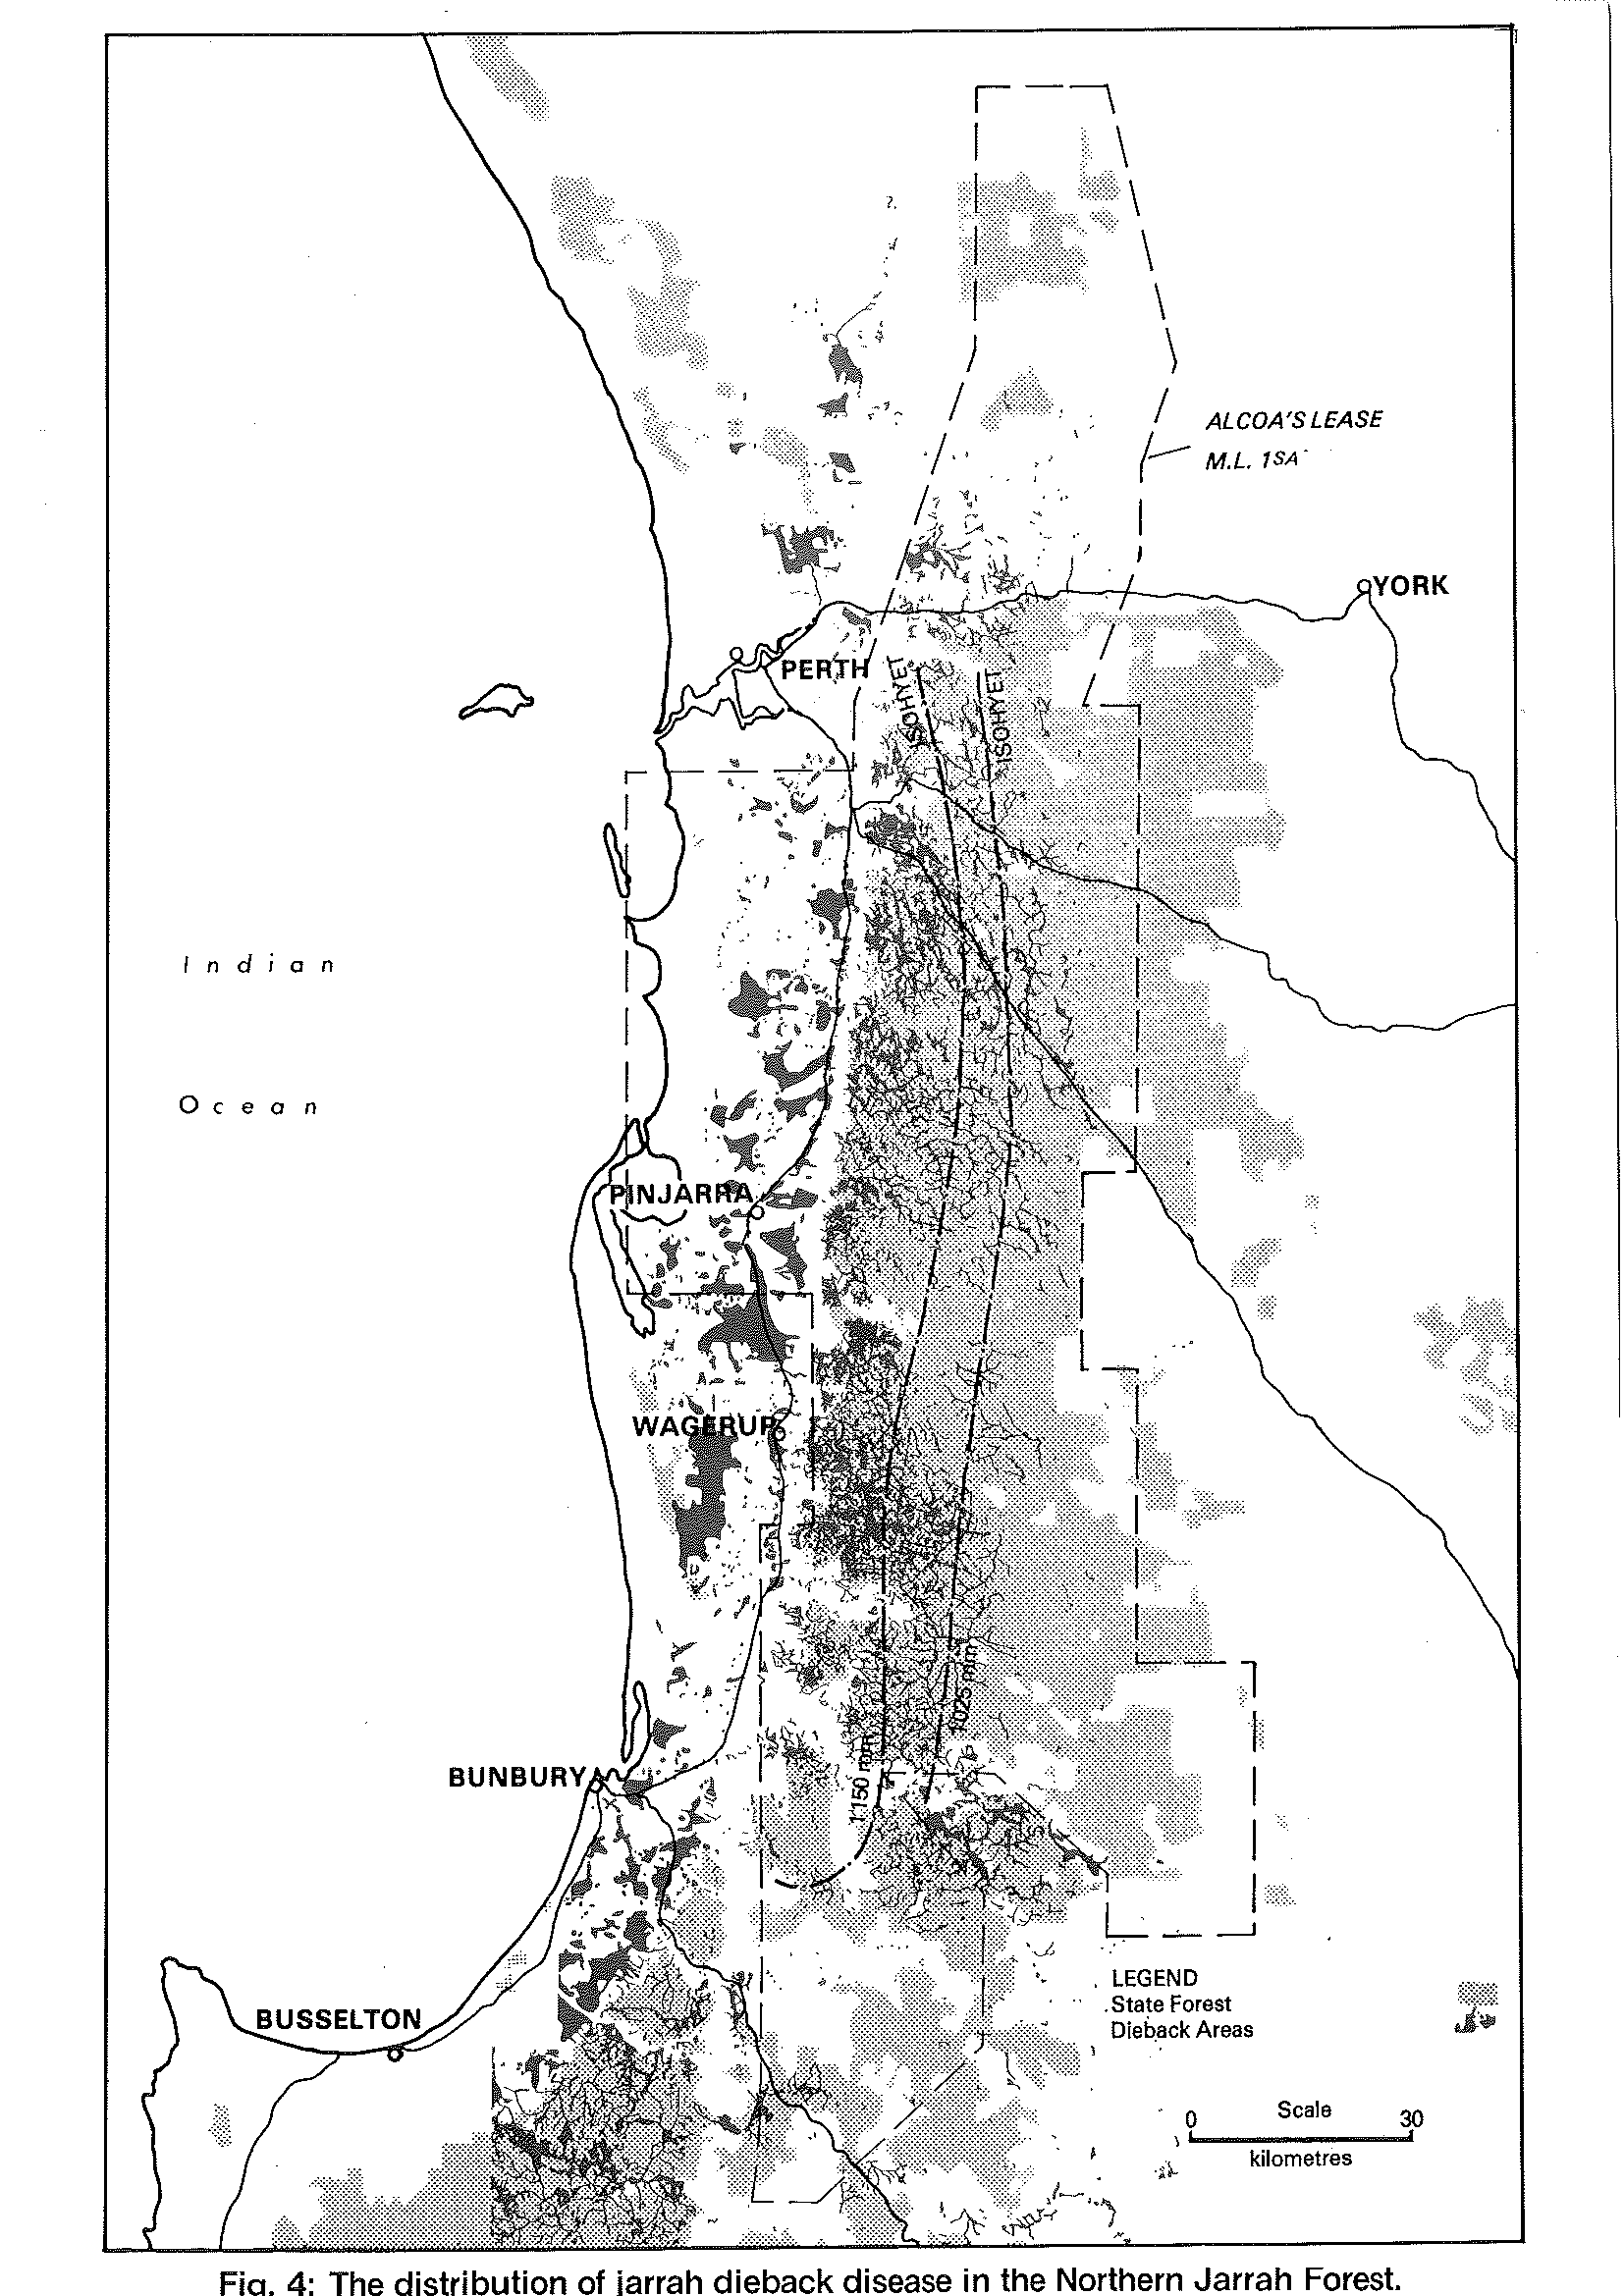 ALCOA'S LEASE
M.L. 1SA
YORK
PERTH
ISOHYET
ISOHYET
Indian
Ocean
PINJARRA
WAGERUP
1025 mm
1150 mm
BUNBURY
BUSSELTON
LEGEND
State Forest
Dieback Areas
Scale
0 30
kilometres
Fig. 4: The distribution of jarrah dieback disease in the Northern Jarrah Forest.